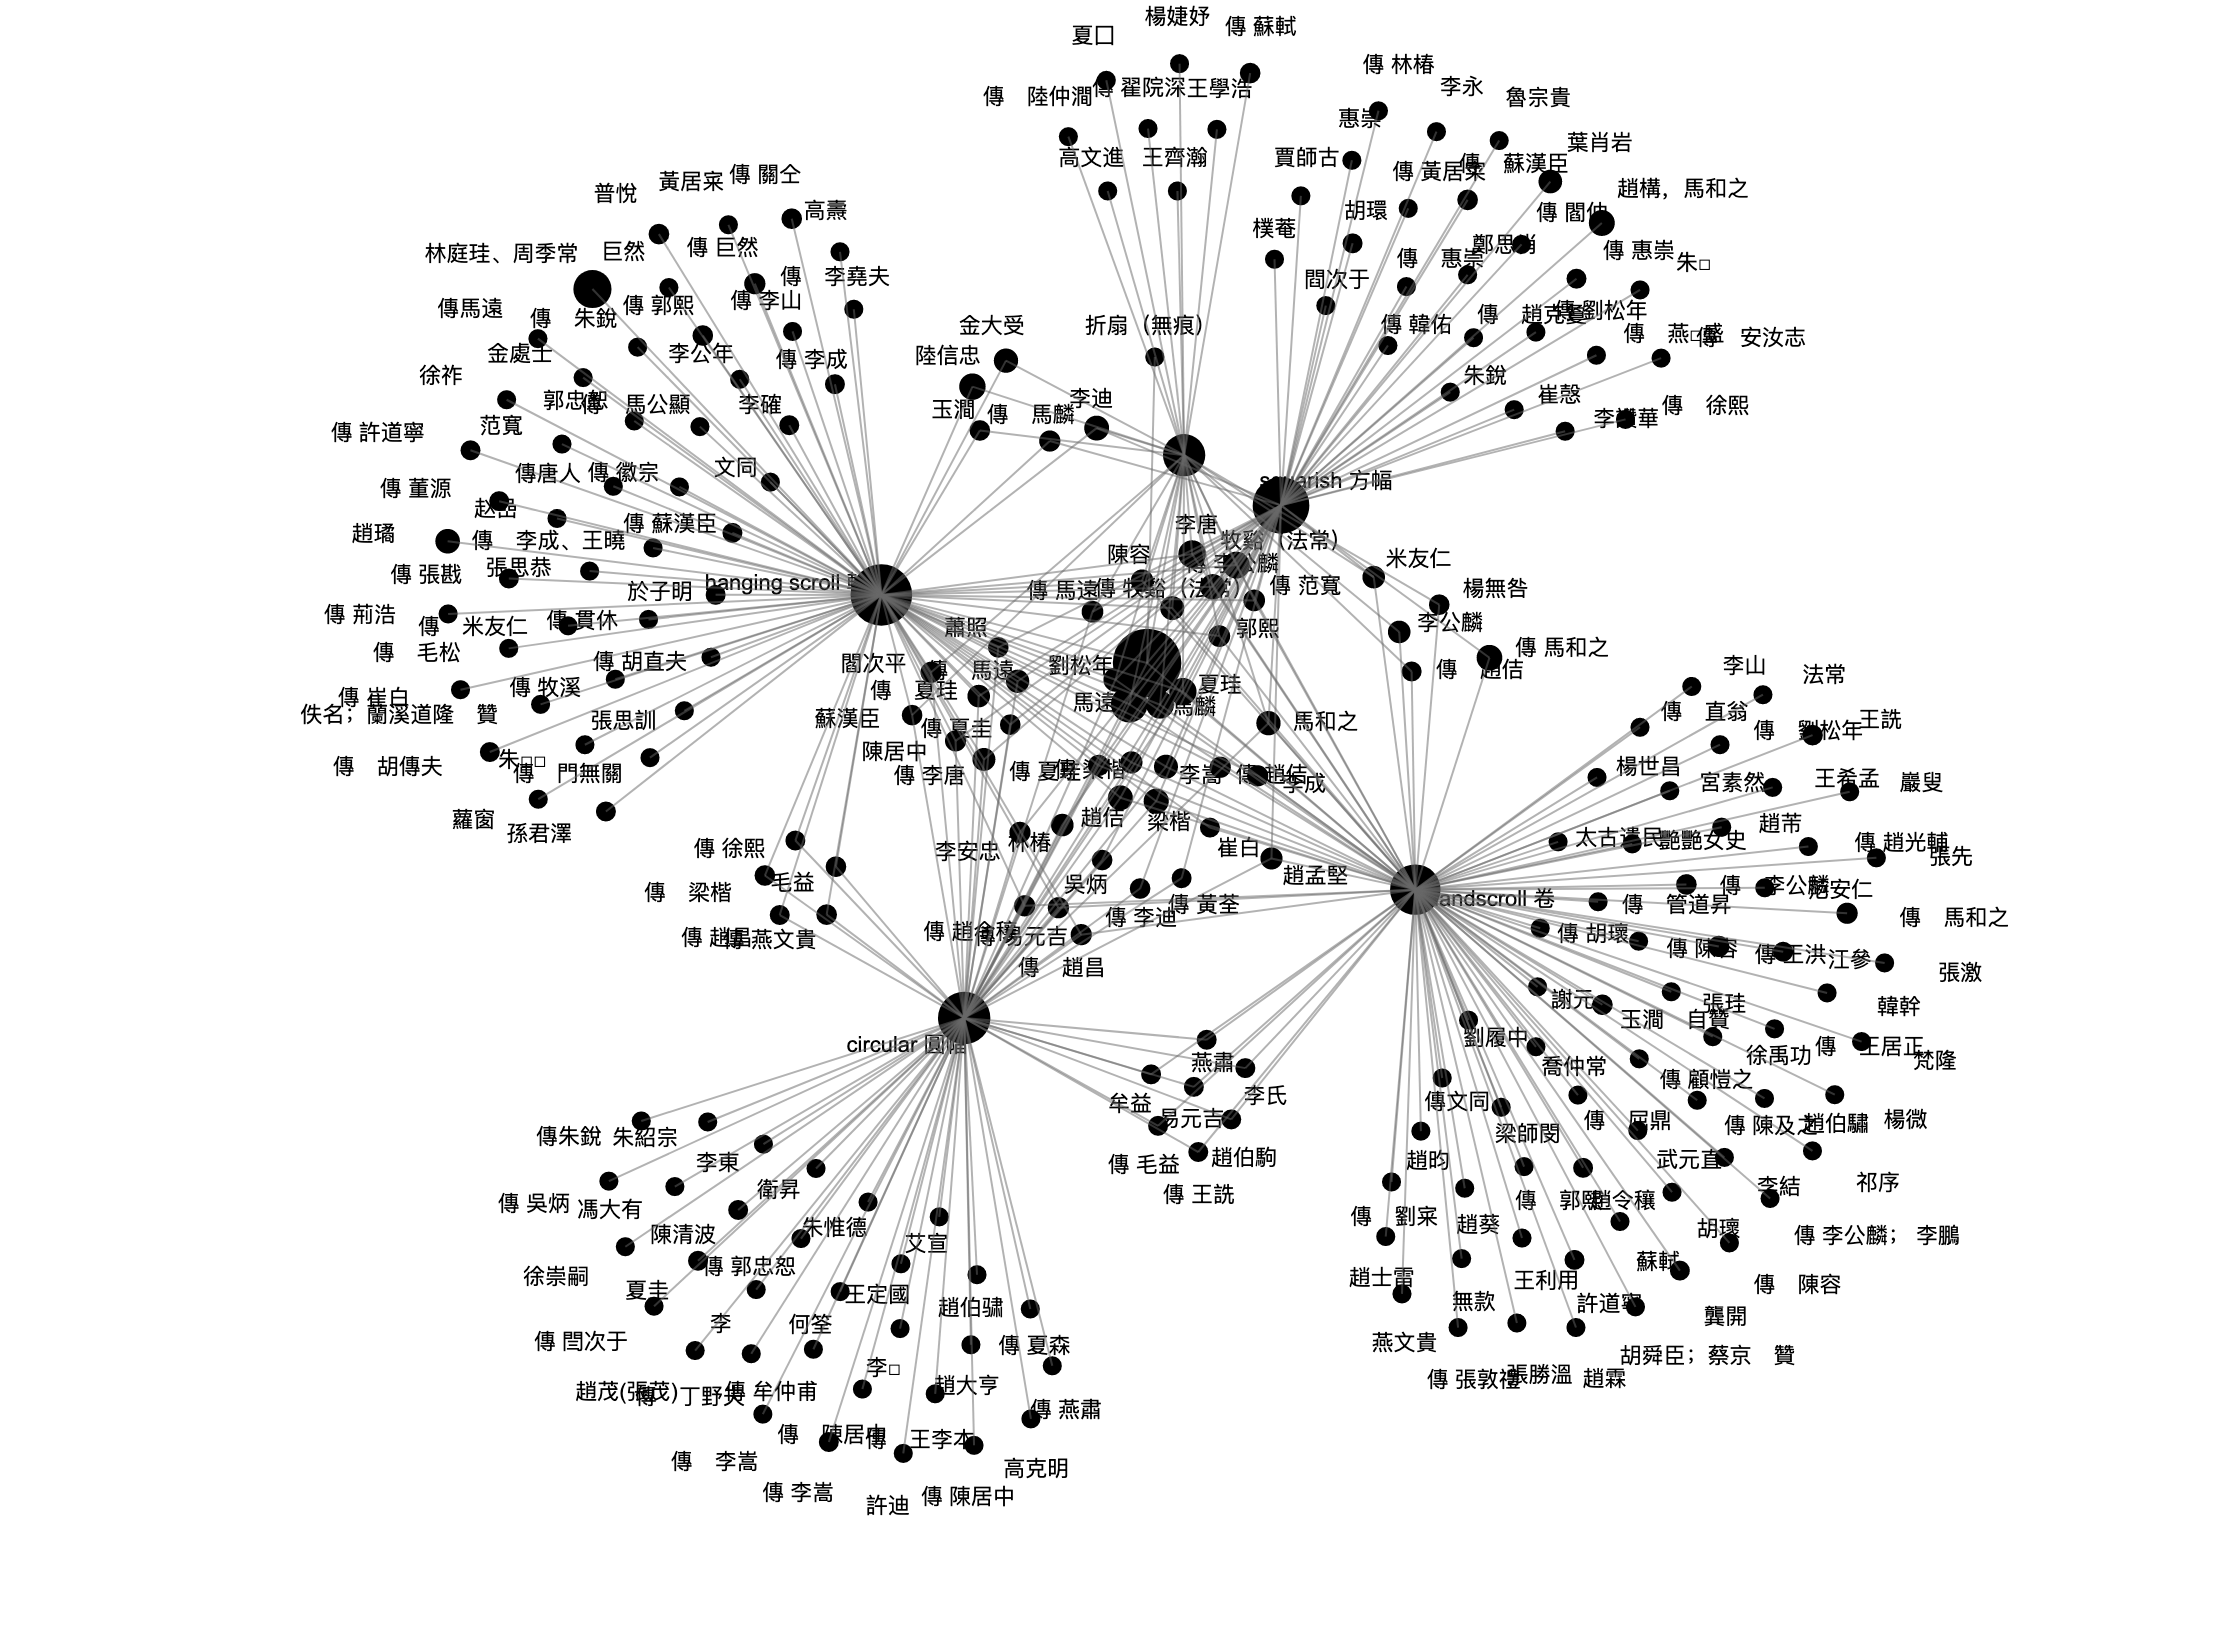 楊婕妤
傳 蘇軾
夏囗
傳 林椿
李永
傳　陸仲澗
傳 翟院深
王學浩
魯宗貴
惠崇
葉肖岩
高文進
王齊瀚
賈師古
傳 黃居寀
傳　蘇漢臣
普悅
黃居寀
傳 關仝
高燾
胡環
傳 閻仲
趙構，馬和之
樸菴
林庭珪、周季常
巨然
傳 巨然
傳　李堯夫
閻次于
傳　惠崇
鄭思肖
傳 惠崇
朱□
傳馬遠
傳　朱銳
傳 郭熙
傳 李山
金大受
折扇（無痕）
傳 韓佑
傳　趙克敻
傳 劉松年
傳　燕□盛
傳　安汝志
金處士
李公年
傳 李成
陸信忠
徐祚
郭忠恕
傳　馬公顯
李確
玉澗
傳　馬麟
李迪
朱銳
崔慤
李讚華
傳　徐熙
傳 許道寧
范寬
傳唐人
傳 徽宗
文同
squarish 方幅
傳 董源
赵喦
傳 蘇漢臣
李唐
牧谿（法常）
趙璚
傳　李成、王曉
陳容
傳 李公麟
米友仁
傳 張戡
張思恭
於子明
hanging scroll 軸
傳 馬遠
傳 牧谿（法常）
傳 范寬
楊無咎
傳 荊浩
傳　米友仁
傳 貫休
蕭照
郭熙
李公麟
傳　毛松
傳 胡直夫
閻次平
傳　馬遠
劉松年
傳　趙佶
傳 馬和之
傳 崔白
傳 牧溪
傳　夏珪
馬遠
夏珪
馬麟
李山
法常
佚名；蘭溪道隆　贊
張思訓
蘇漢臣
傳 夏圭
馬和之
傳　直翁
傳　劉松年
王詵
傳　胡傳夫
朱□□
傳　門無關
陳居中
傳 李唐
傳 夏珪
傳 梁楷
李嵩
傳 趙佶
李成
楊世昌
宮素然
王希孟
巖叟
蘿窗
孫君澤
李安忠
林椿
趙佶
梁楷
崔白
太古遺民
艷艷女史
趙芾
傳 趙光輔
張先
傳 徐熙
毛益
吳炳
趙孟堅
傳　梁楷
傳 李迪
傳 黃荃
handscroll 卷
傳　管道昇
傳　李公麟
傳　馬和之
傳 趙昌
傳 燕文貴
傳 趙令穰
傳 易元吉
傳　趙昌
傳 胡瓌
傳 陳容
傳 王洪
江參
張激
謝元
張珪
韓幹
circular 圓幅
劉履中
玉澗　自贊
徐禹功
傳　王居正
梵隆
燕肅
喬仲常
傳 顧愷之
牟益
易元吉
李氏
傳文同
傳　屈鼎
傳 陳及之
趙伯驌
楊微
傳朱銳
朱紹宗
李東
傳 毛益
趙伯駒
趙昀
梁師閔
武元直
李結
祁序
傳 王詵
傳 吳炳
馮大有
衛昇
傳　劉寀
趙葵
傳　郭熙
趙令穰
胡瓌
傳 李公麟； 李鵬
陳清波
朱惟德
艾宣
徐崇嗣
夏圭
傳 郭忠恕
王定國
趙士雷
無款
王利用
蘇軾
傳　陳容
傳 閆次于
李
何筌
趙伯骕
傳 夏森
燕文貴
許道寧
龔開
趙茂(張茂)
傳　丁野夫
傳 牟仲甫
李□
趙大亨
傳 燕肅
傳 張敦禮
張勝溫
趙霖
胡舜臣；蔡京　贊
傳　李嵩
傳　陳居中
傳　王李本
高克明
傳 李嵩
許迪
傳 陳居中